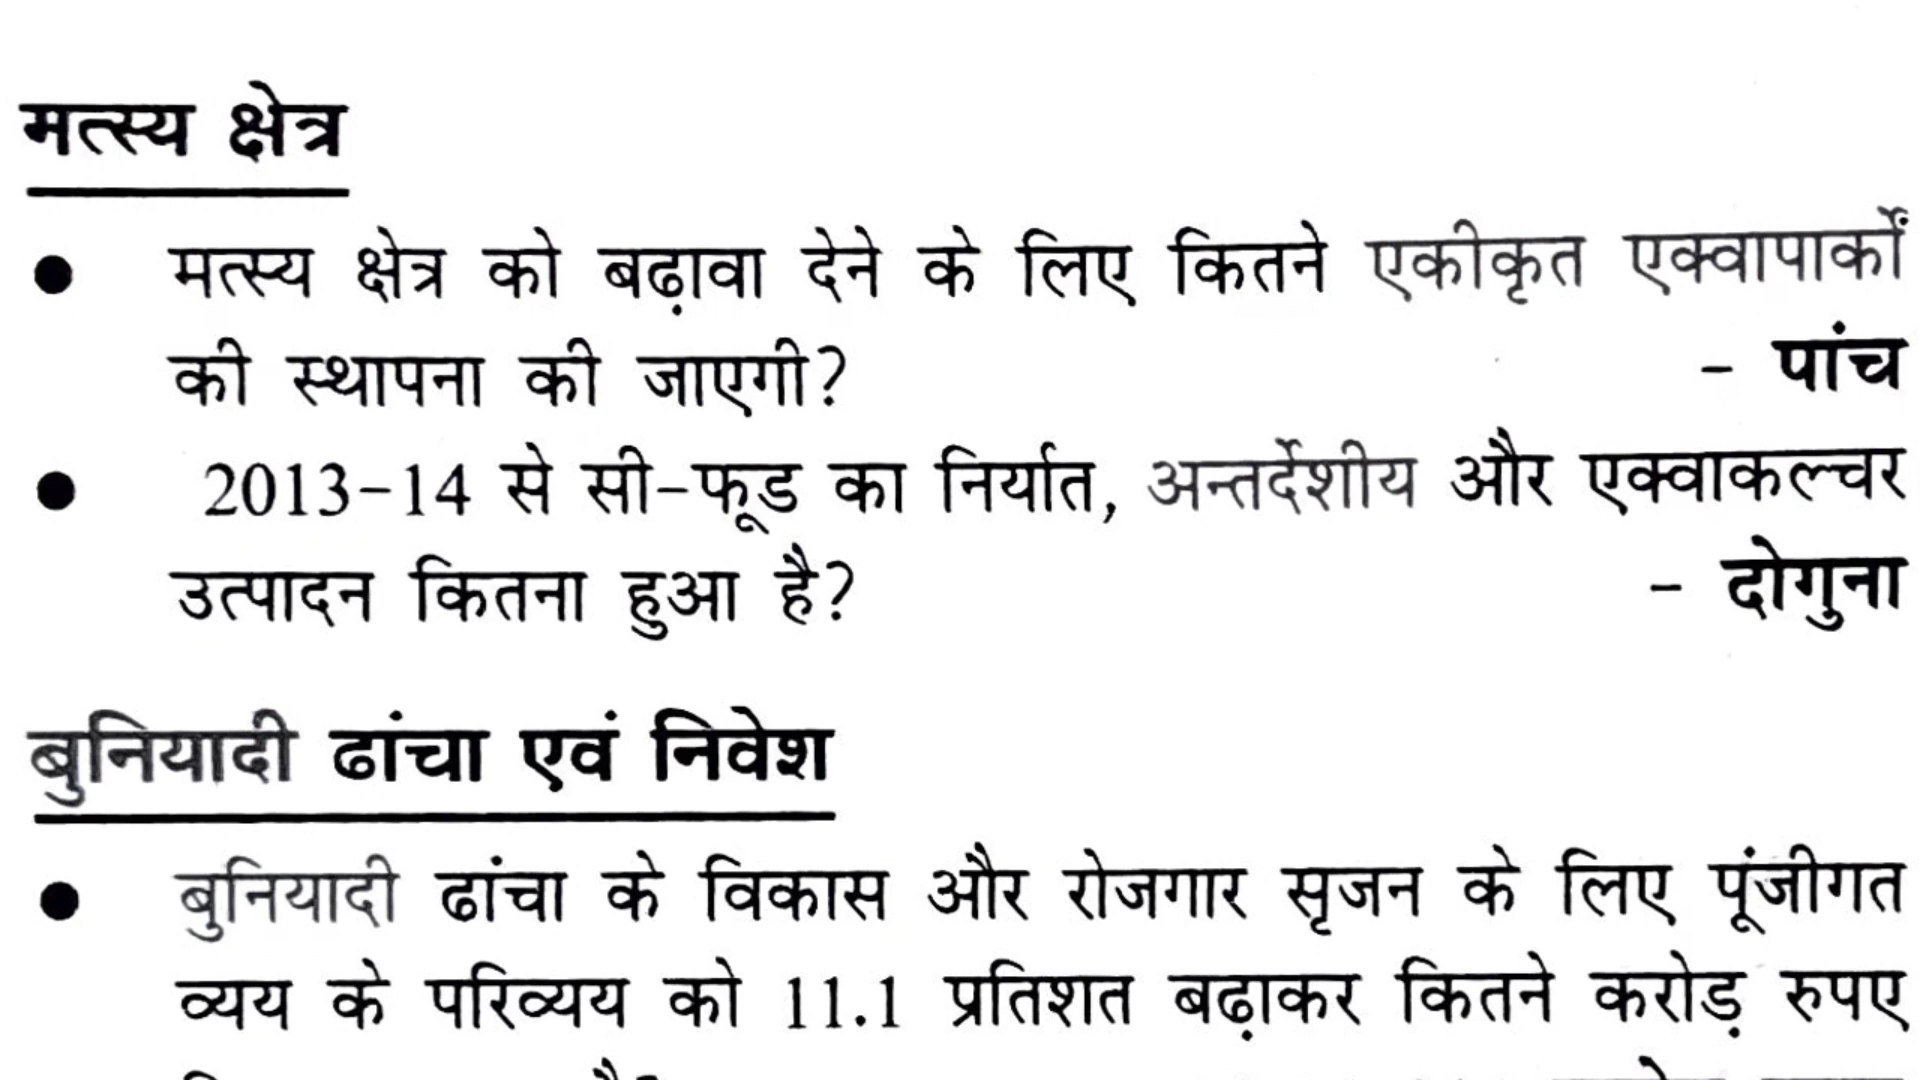 मत्स्य क्षेत्र
● मत्स्य क्षेत्र को बढ़ावा देने के लिए कितने एकीकृत एक्वापार्कों
की स्थापना की जाएगी? - पांच
● 2013-14 से सी-फूड का निर्यात, अन्तर्देशीय और एक्वाकल्चर
उत्पादन कितना हुआ है? - दोगुना
बुनियादी ढांचा एवं निवेश
● बुनियादी ढांचा के विकास और रोजगार सृजन के लिए पूंजीगत
व्यय के परिव्यय को 11.1 प्रतिशत बढ़ाकर कितने करोड़ रुपए